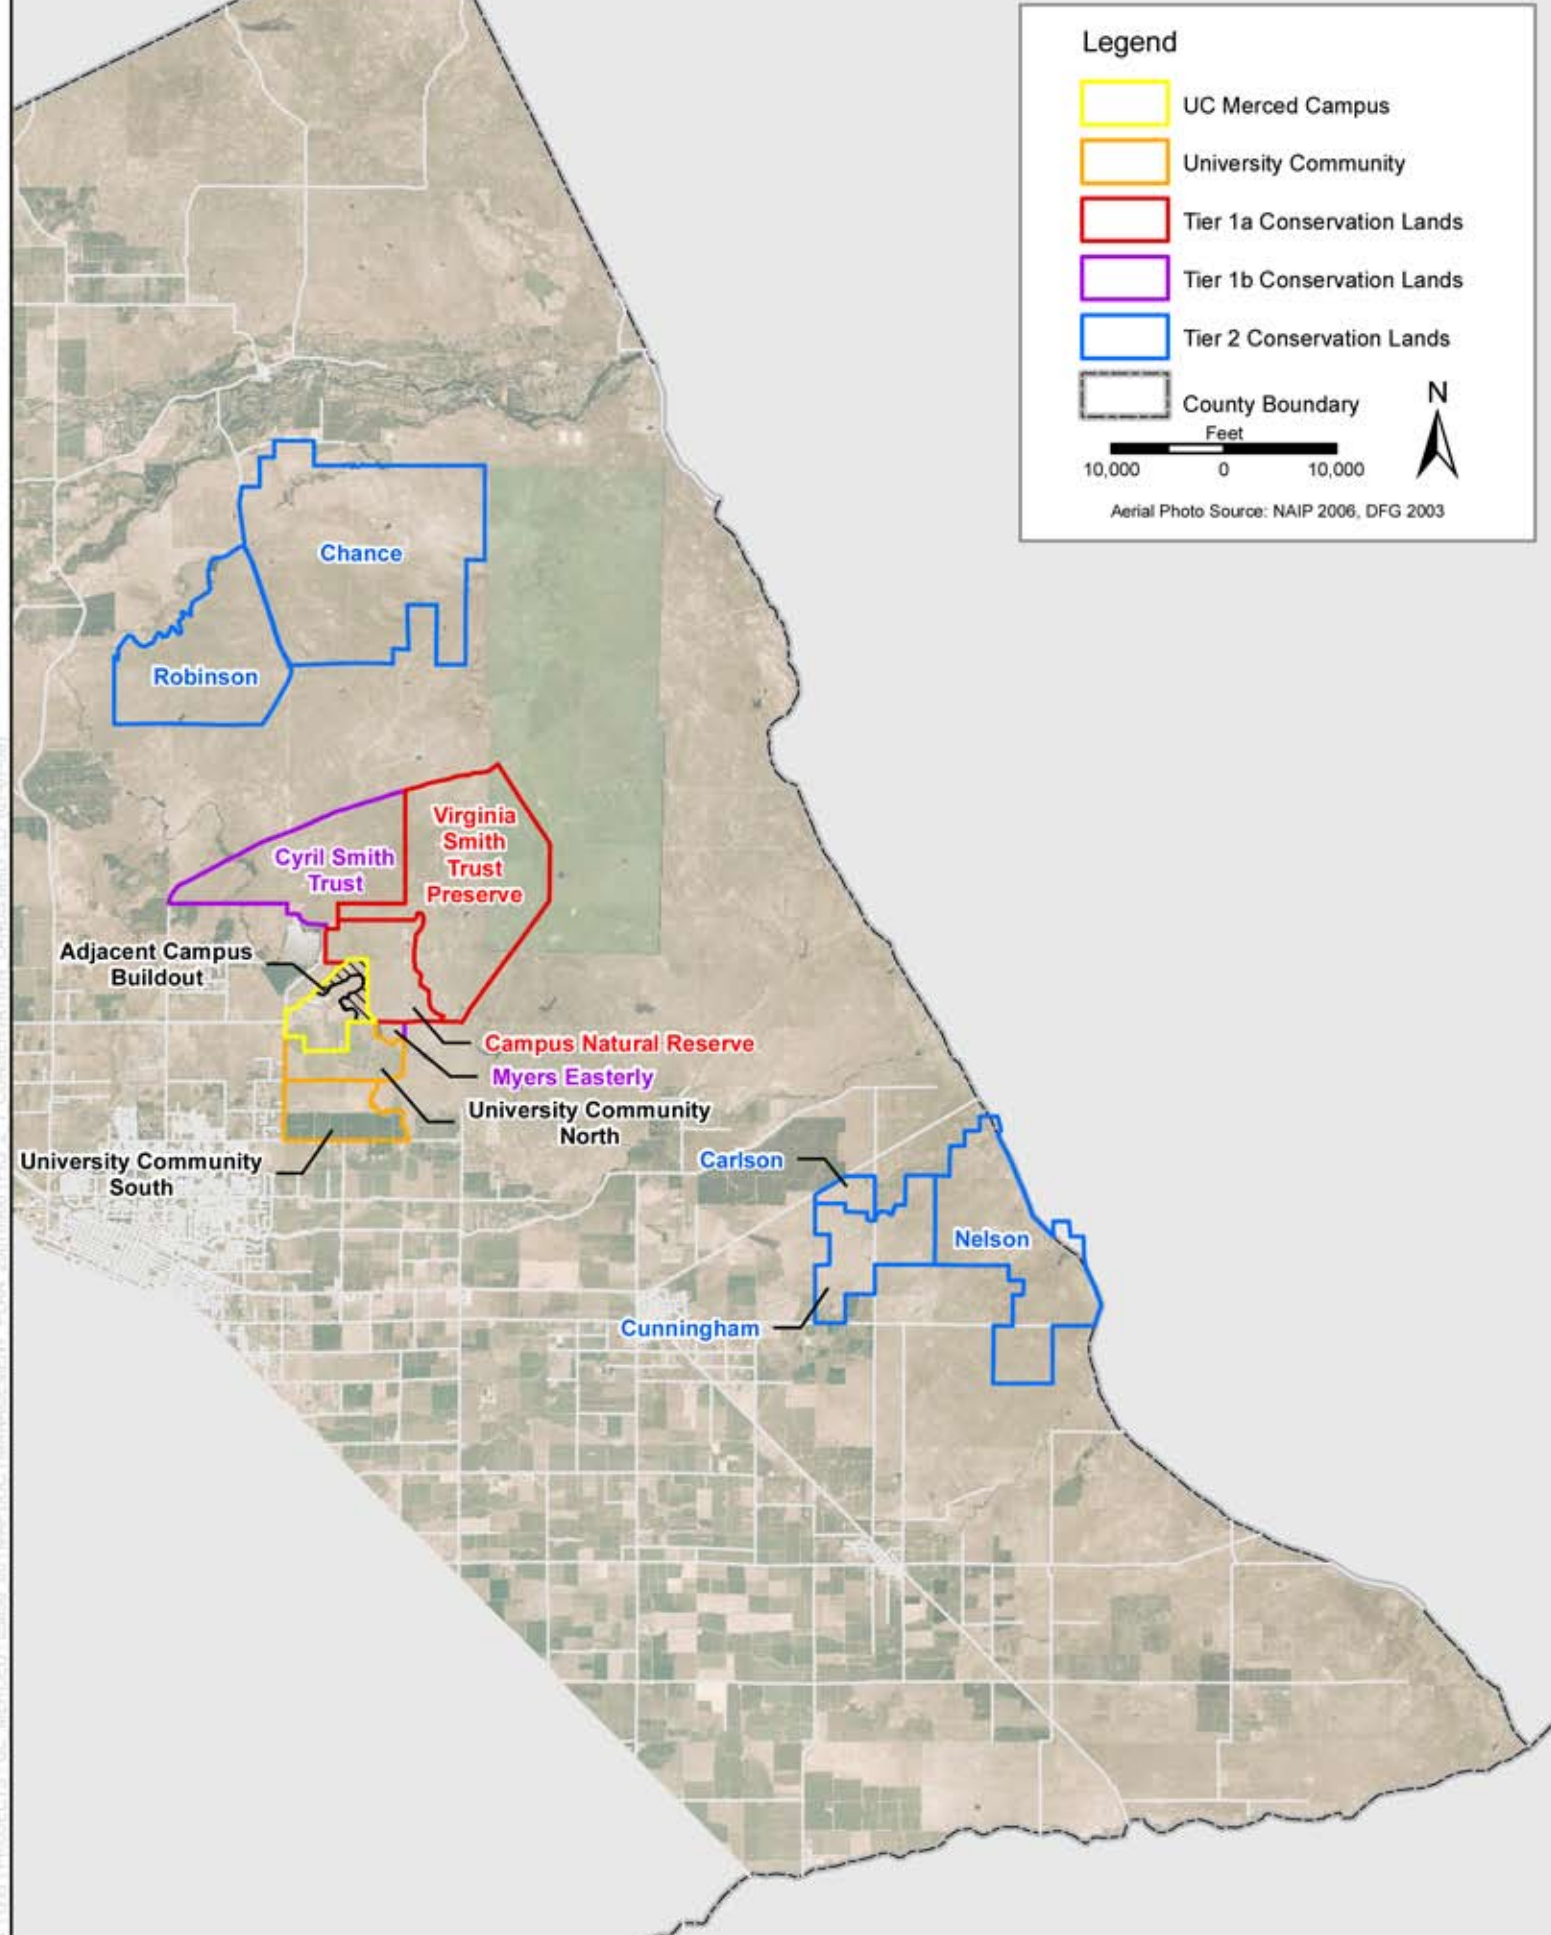 Legend
UC Merced Campus
University Community
Tier 1a Conservation Lands
Tier 1b Conservation Lands
Tier 2 Conservation Lands
County Boundary
N
Feet
10,000 0 10,000
Aerial Photo Source: NAIP 2006, DFG 2003
Chance
Robinson
Virginia
Smith
Trust
Preserve
Cyril Smith
Trust
Adjacent Campus
Buildout
Campus Natural Reserve
Myers Easterly
University Community
North
University Community
South
Carlson
Nelson
Cunningham